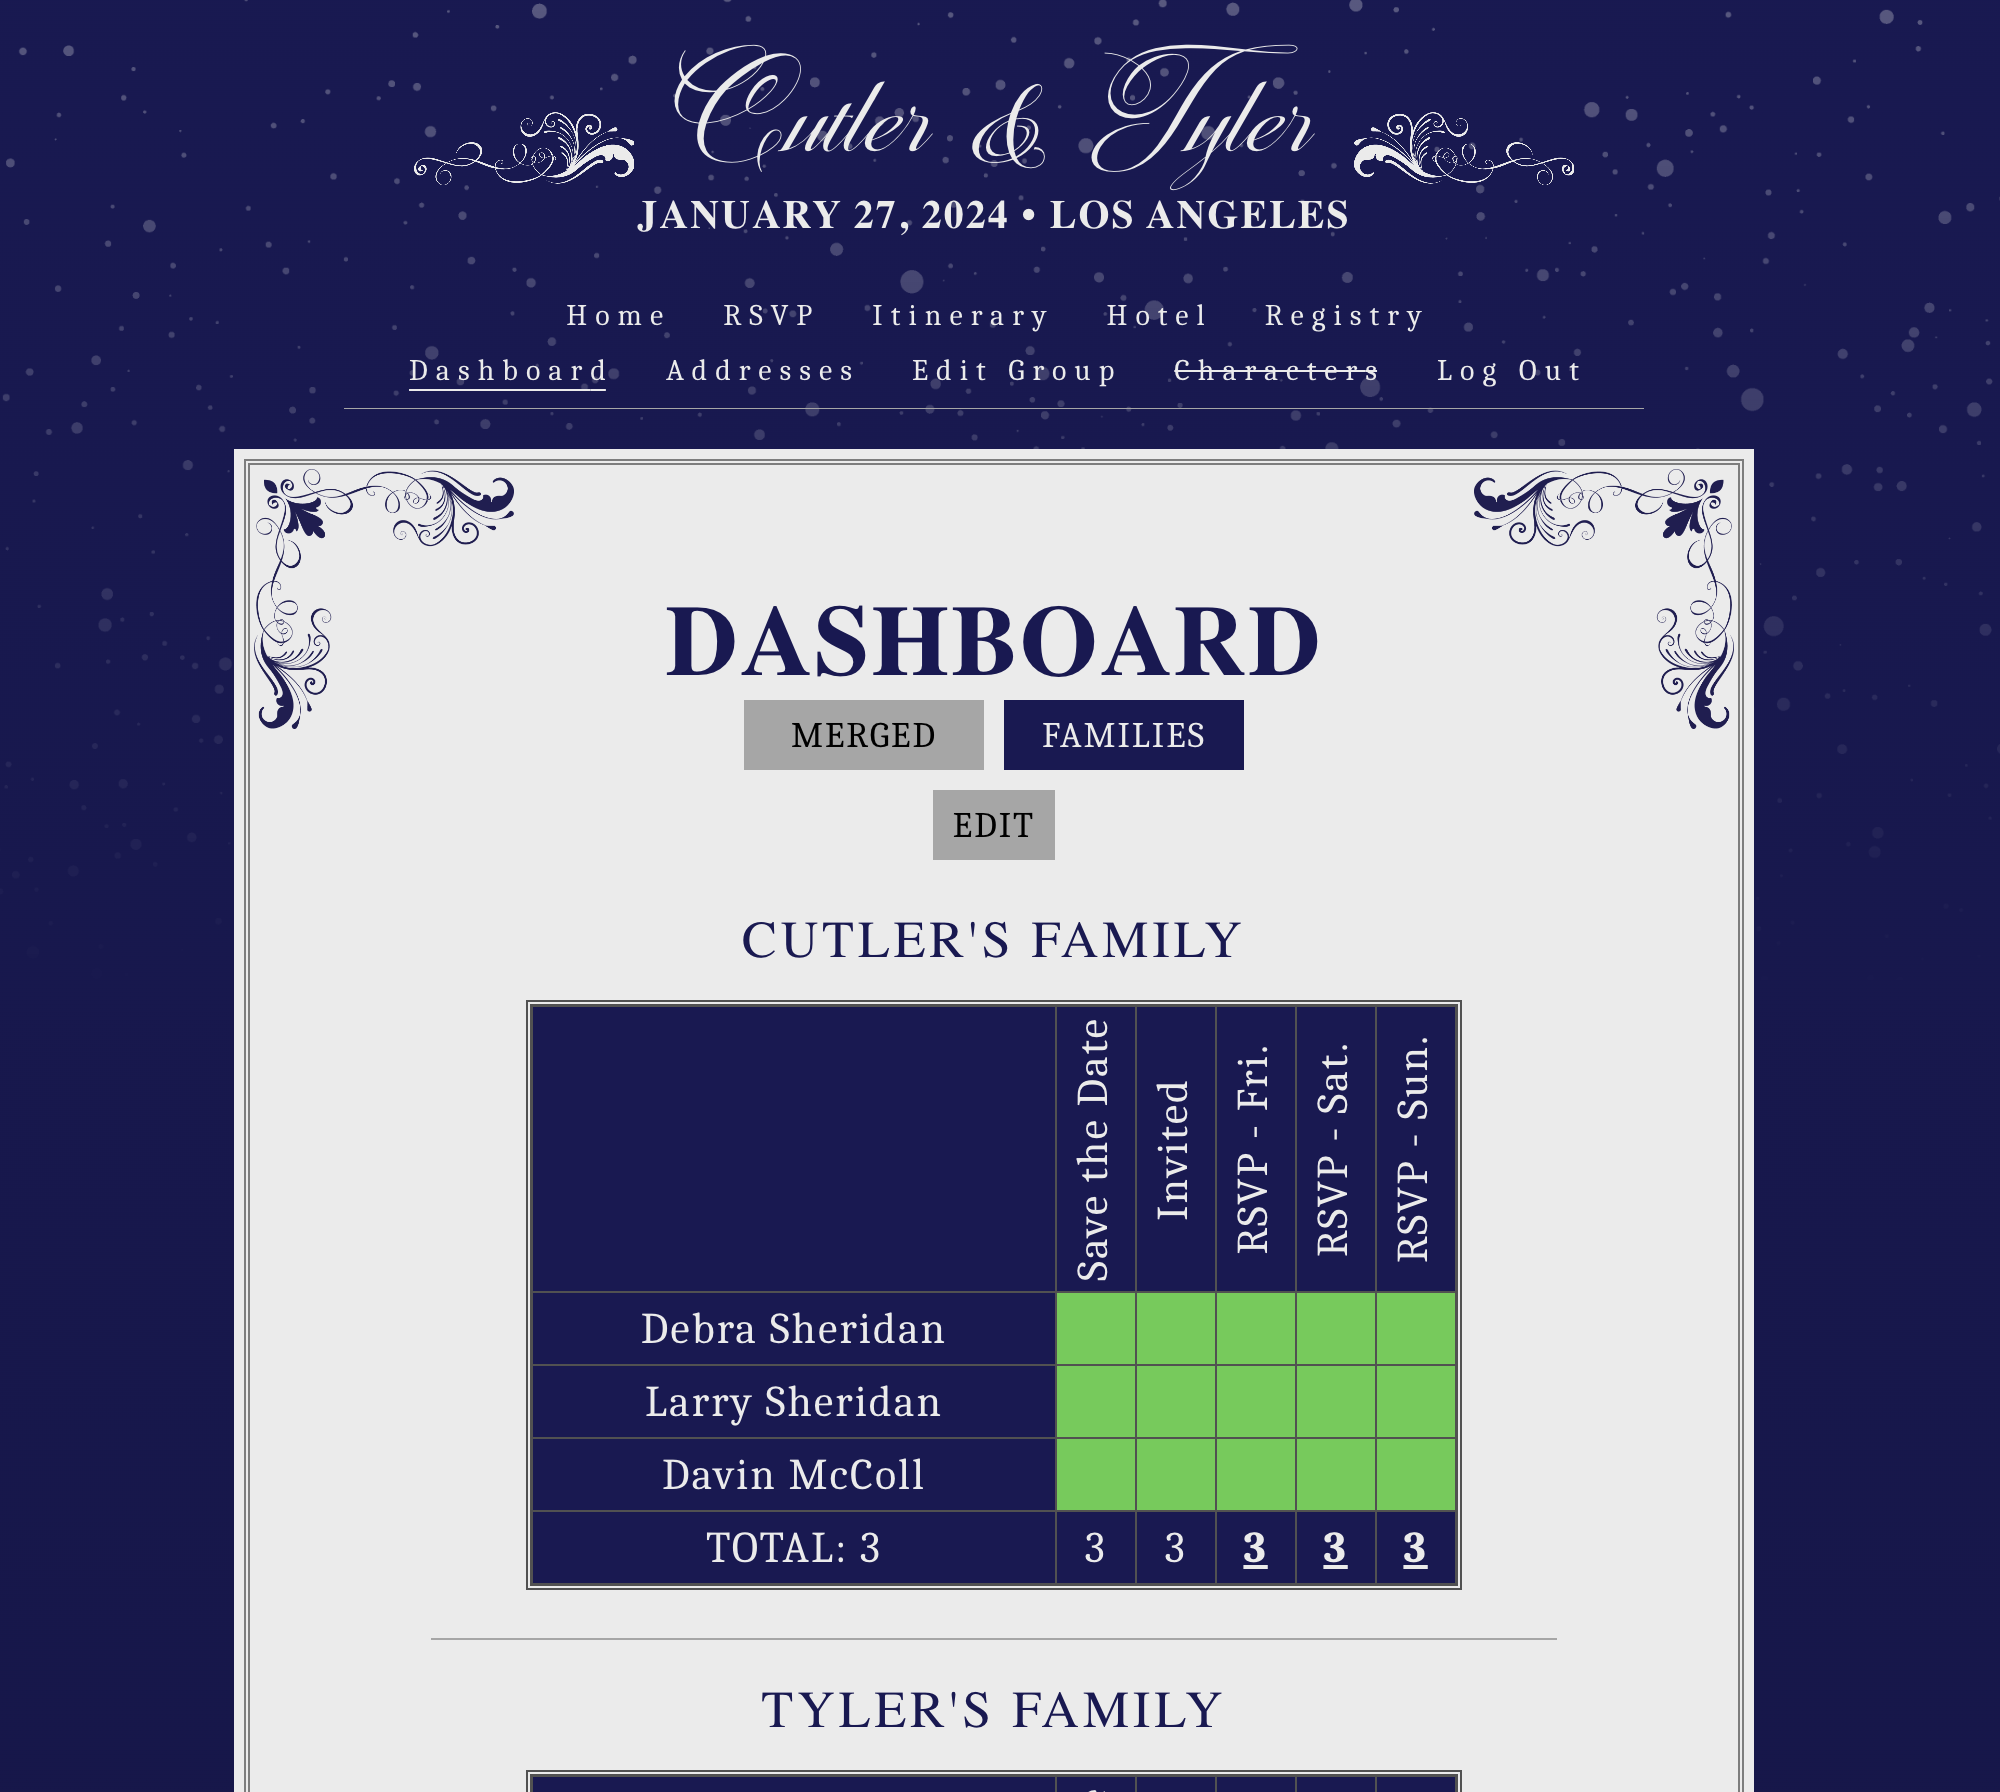 Cutler & Tyler
JANUARY 27, 2024 • LOS ANGELES
Home RSVP Itinerary Hotel Registry
Dashboard Addresses Edit Group Characters Log Out
DASHBOARD
MERGED FAMILIES
EDIT
CUTLER'S FAMILY
Save the Date Invited RSVP - Fri. RSVP - Sat. RSVP - Sun.
Debra Sheridan
Larry Sheridan
Davin McColl
TOTAL: 3 3 3 3 3 3
TYLER'S FAMILY